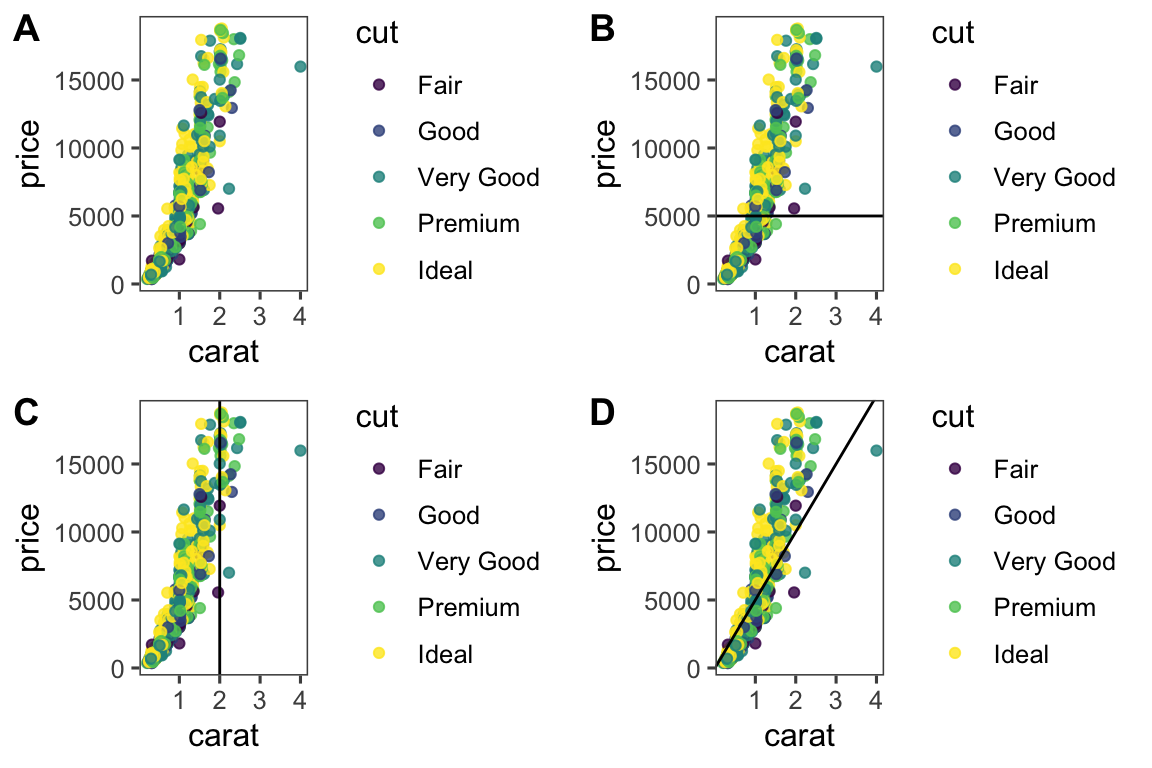 A
cut
15000
10000
5000
0
price
1 2 3 4
carat
Fair
Good
Very Good
Premium
Ideal
B
cut
15000
10000
5000
0
price
1 2 3 4
carat
Fair
Good
Very Good
Premium
Ideal
C
cut
15000
10000
5000
0
price
1 2 3 4
carat
Fair
Good
Very Good
Premium
Ideal
D
cut
15000
10000
5000
0
price
1 2 3 4
carat
Fair
Good
Very Good
Premium
Ideal